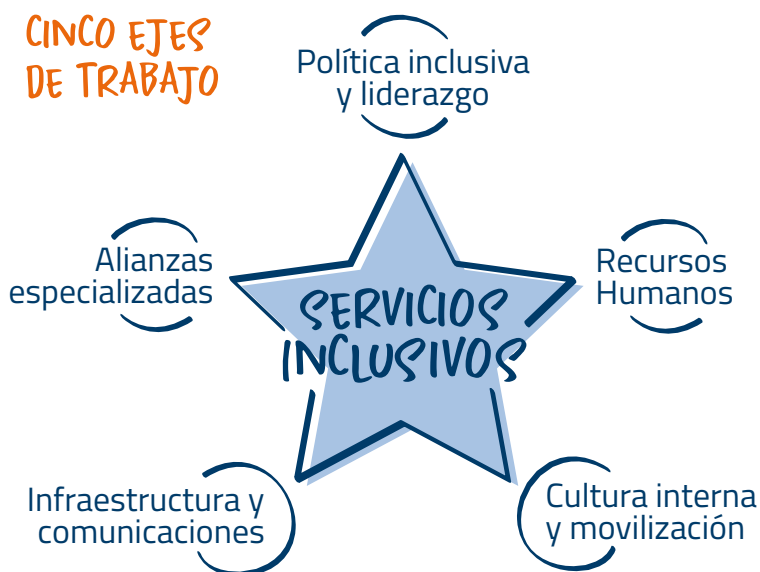 CINCO EJES
DE TRABAJO
Política inclusiva
y liderazgo
Alianzas
especializadas
Recursos
Humanos
SERVICIOS
INCLUSIVOS
Infraestructura y
comunicaciones
Cultura interna
y movilización